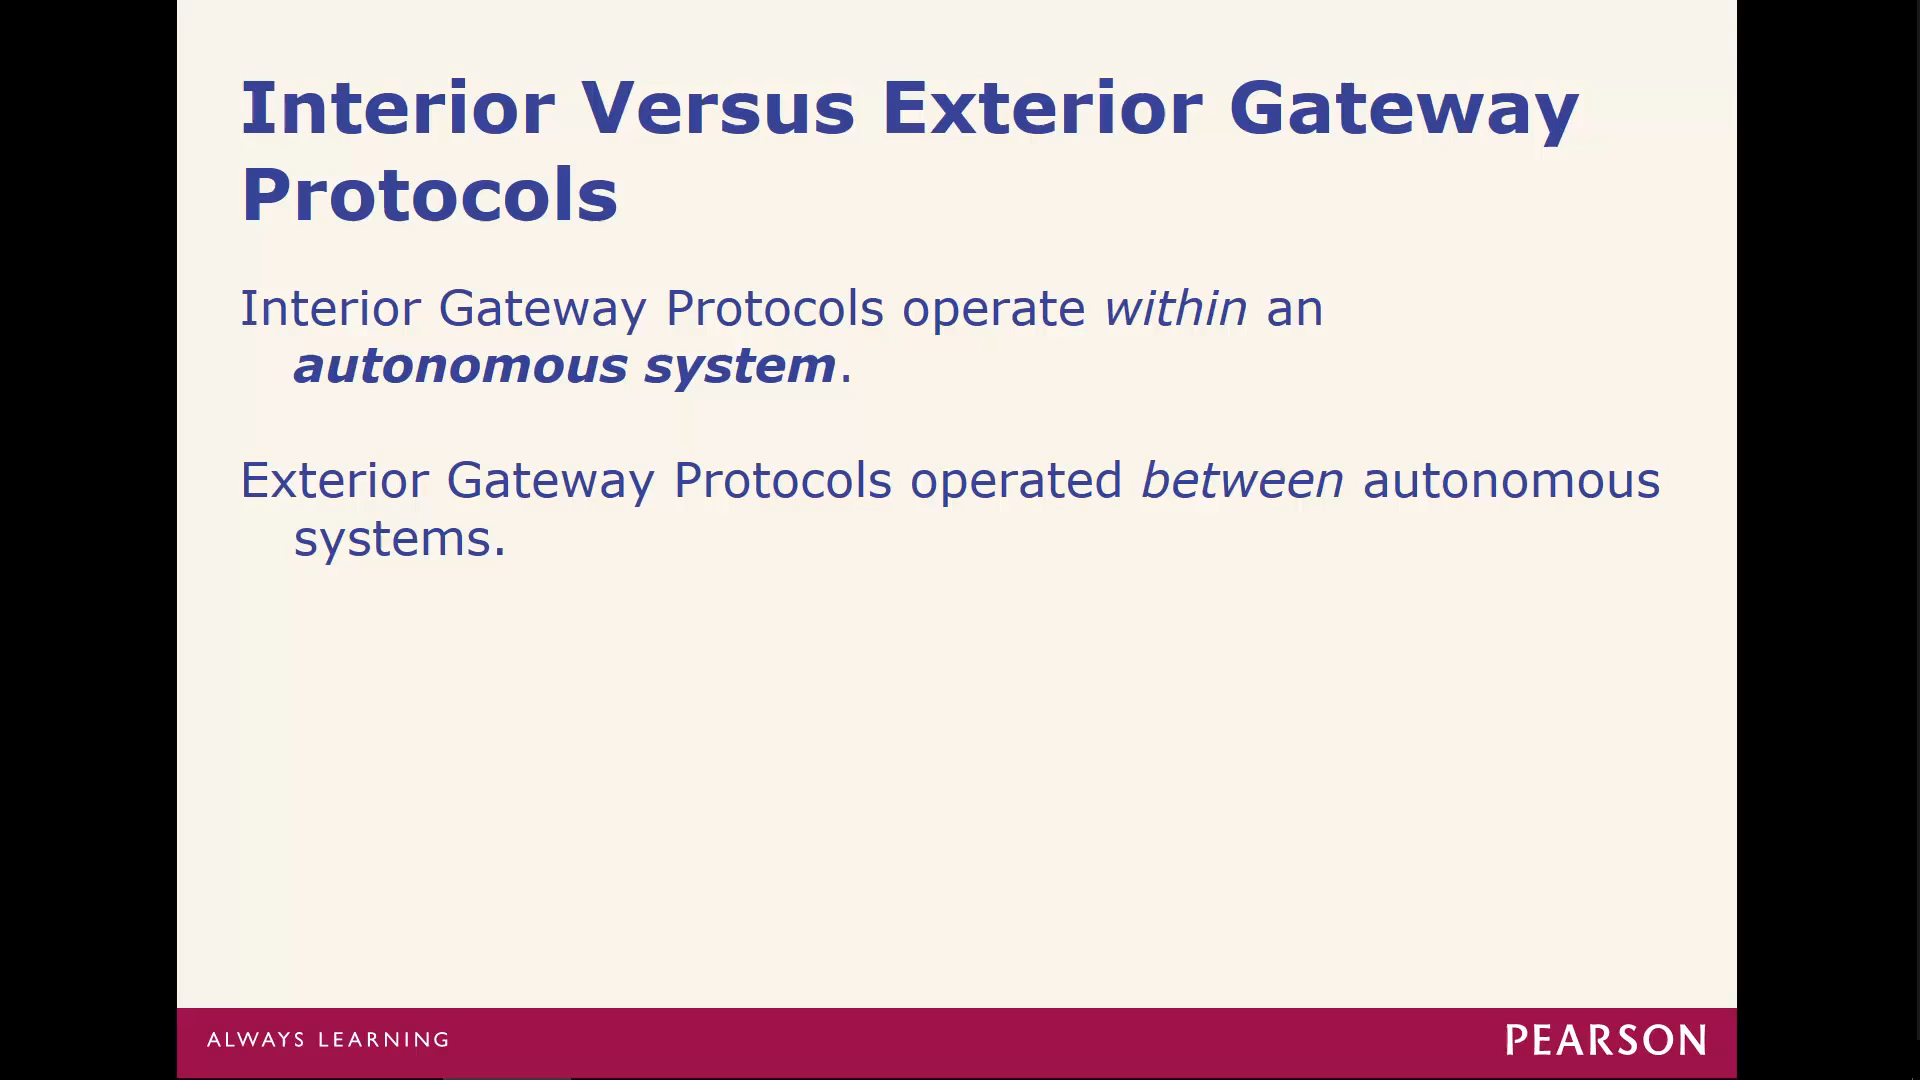 Interior Versus Exterior Gateway
Protocols
Interior Gateway Protocols operate within an
autonomous system.
Exterior Gateway Protocols operated between autonomous
systems.
ALWAYS LEARNING
PEARSON